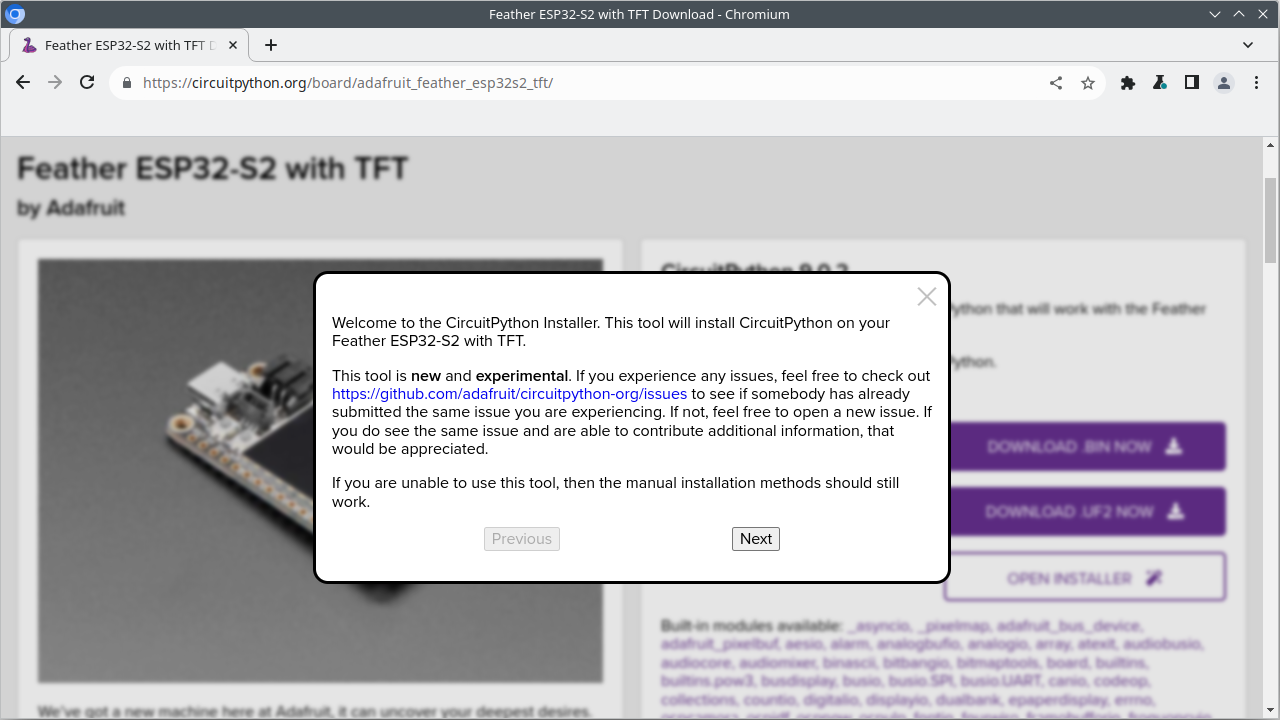 Feather ESP32-S2 with TFT Download - Chromium
Feather ESP32-S2 with TFT D
https://circuitpython.org/board/adafruit_feather_esp32s2_tft/
Feather ESP32-S2 with TFT
by Adafruit
CircuitPython 9.0.3
Python that will work with the Feather
Python.
Welcome to the CircuitPython Installer. This tool will install CircuitPython on your
Feather ESP32-S2 with TFT.
This tool is new and experimental. If you experience any issues, feel free to check out
https://github.com/adafruit/circuitpython-org/issues to see if somebody has already
submitted the same issue you are experiencing. If not, feel free to open a new issue. If
you do see the same issue and are able to contribute additional information, that
would be appreciated.
If you are unable to use this tool, then the manual installation methods should still
work.
Previous
Next
DOWNLOAD .BIN NOW
DOWNLOAD .UF2 NOW
OPEN INSTALLER
Built-in modules available: _asyncio, _pixelmap, adafruit_bus_device,
adafruit_pixelbuf, aesio, alarm, analogbufio, analogio, array, atexit, audiobusio,
audiocore, audiomixer, binascii, bitbangio, bitmaptools, board, builtins,
builtins.pow3, busdisplay, busio, busio.SPI, busio.UART, canio, codeop,
collections, countio, digitalio, displayio, dualbank, epaperdisplay, errno,
We've got a new machine here at Adafruit, it can uncover your deepest desires.